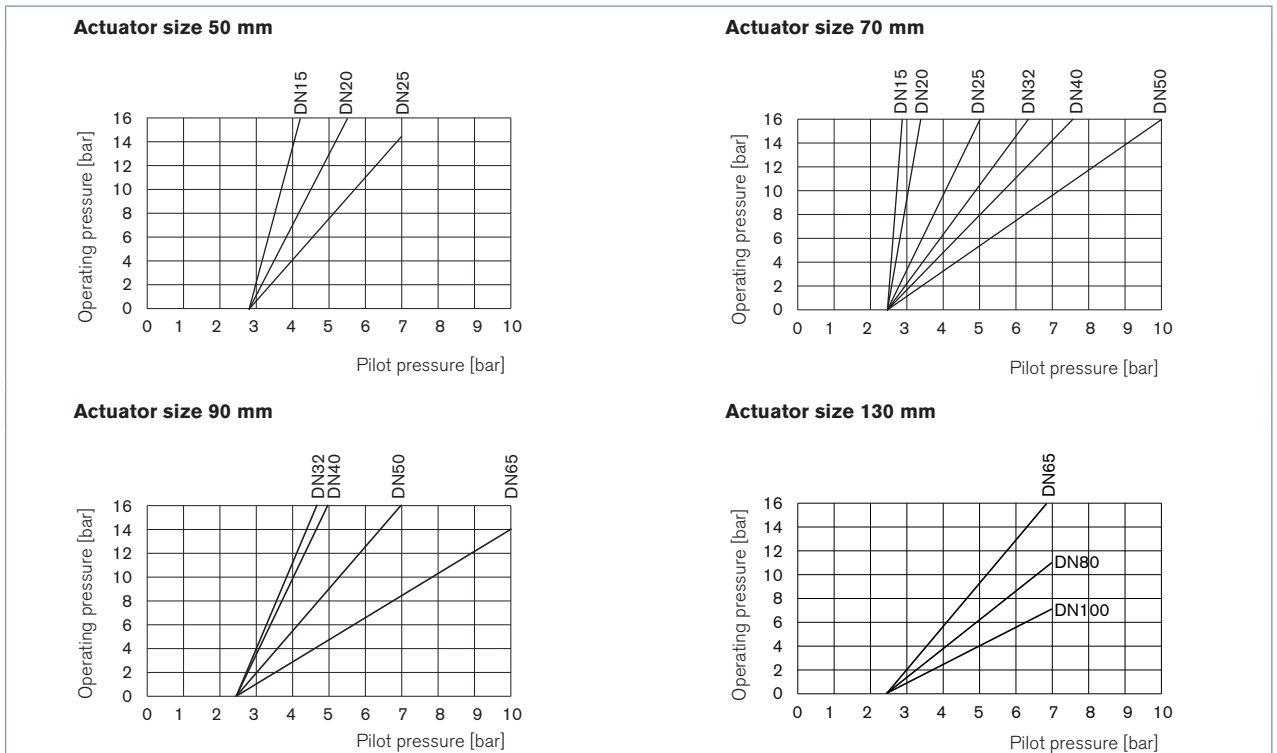 Actuator size 50 mm
DN15 DN20 DN25
Operating pressure [bar]
16
14
12
10
8
6
4
2
0
0 1 2 3 4 5 6 7 8 9 10
Pilot pressure [bar]
Actuator size 70 mm
DN15 DN20 DN25 DN32 DN40 DN50
Operating pressure [bar]
16
14
12
10
8
6
4
2
0
0 1 2 3 4 5 6 7 8 9 10
Pilot pressure [bar]
Actuator size 90 mm
DN32 DN40 DN50 DN65
Operating pressure [bar]
16
14
12
10
8
6
4
2
0
0 1 2 3 4 5 6 7 8 9 10
Pilot pressure [bar]
Actuator size 130 mm
DN65
Operating pressure [bar]
16
14
12
10
8
6
4
2
0
DN80
DN100
0 1 2 3 4 5 6 7 8 9 10
Pilot pressure [bar]